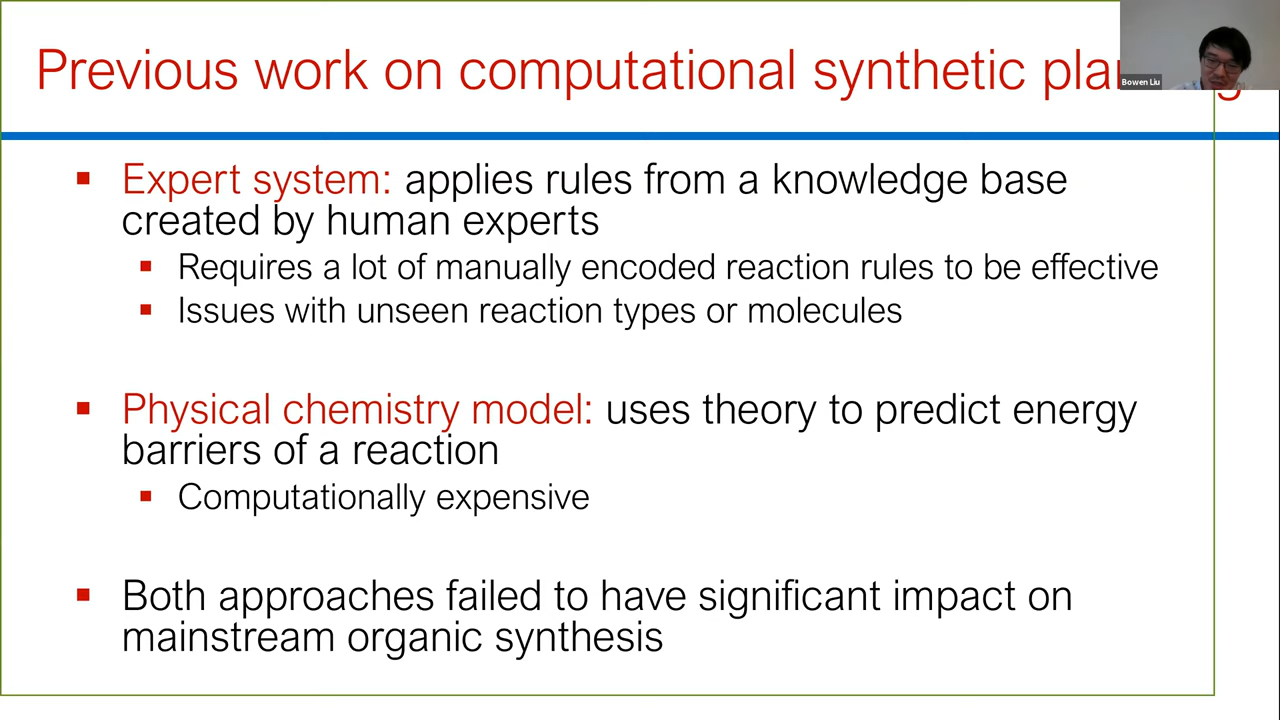 Previous work on computational synthetic
Bowen Liu
Expert system: applies rules from a knowledge base
created by human experts
Requires a lot of manually encoded reaction rules to be effective
Issues with unseen reaction types or molecules
Physical chemistry model: uses theory to predict energy
barriers of a reaction
Computationally expensive
Both approaches failed to have significant impact on
mainstream organic synthesis